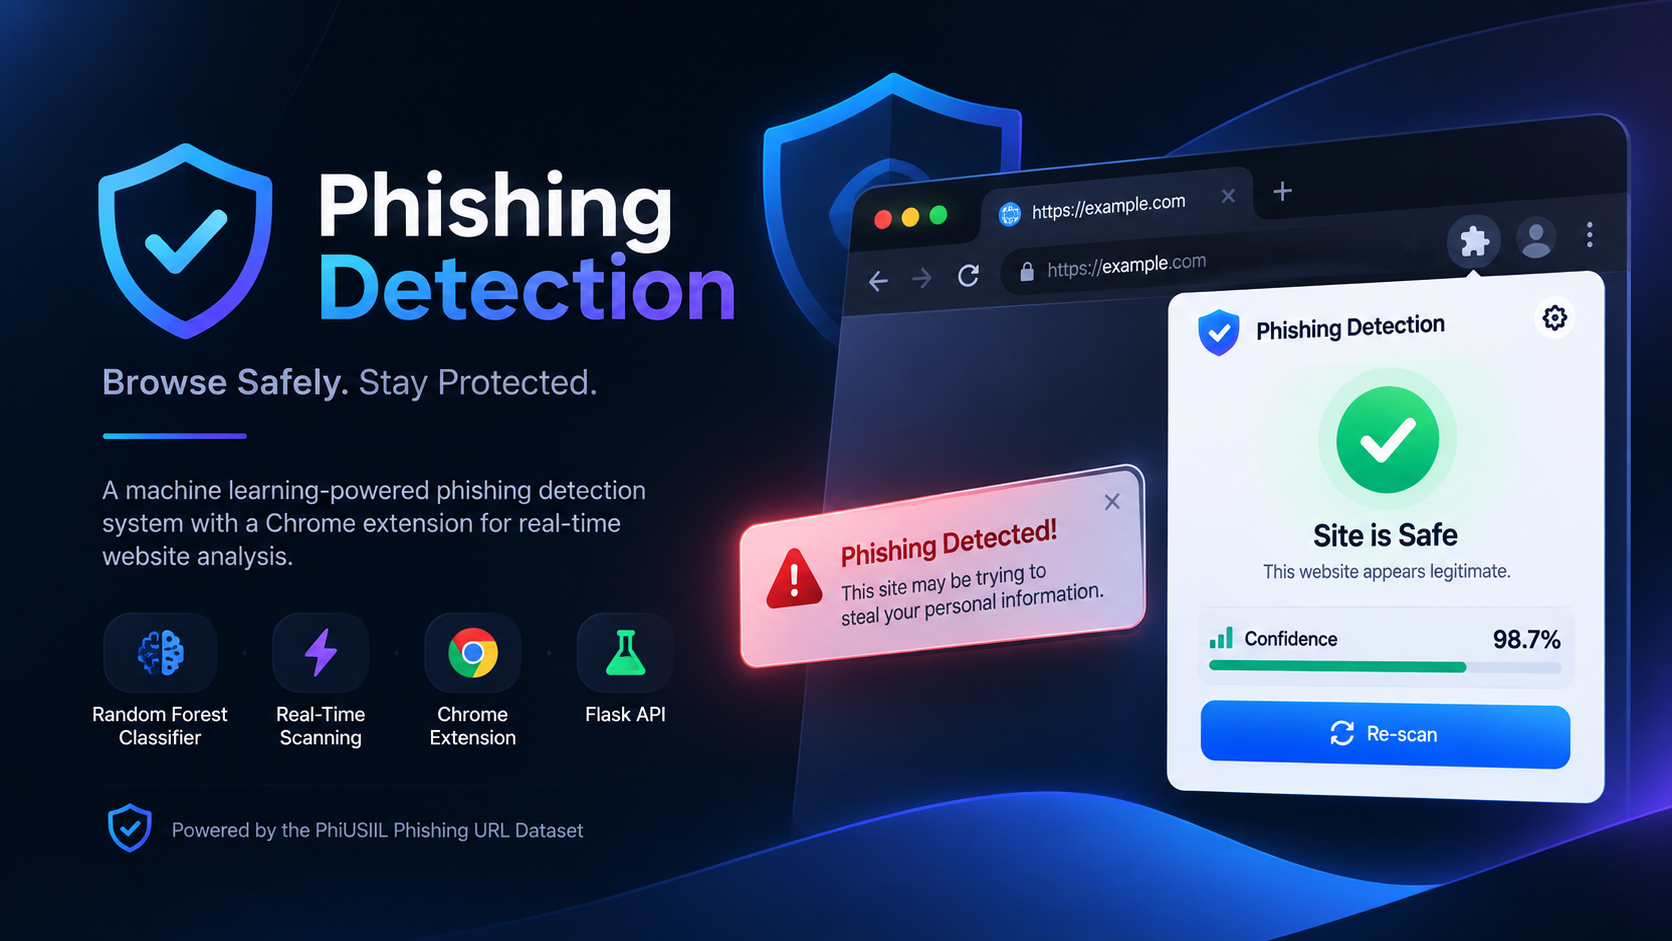 Phishing
Detection
Browse Safely. Stay Protected.
A machine learning-powered phishing detection
system with a Chrome extension for real-time
website analysis.
Random Forest
Classifier
Real-Time
Scanning
Chrome
Extension
Flask API
Powered by the PhiUSIIL Phishing URL Dataset
https://example.com
https://example.com
Phishing Detected!
This site may be trying to
steal your personal information.
Phishing Detection
Site is Safe
This website appears legitimate.
Confidence 98.7%
Re-scan